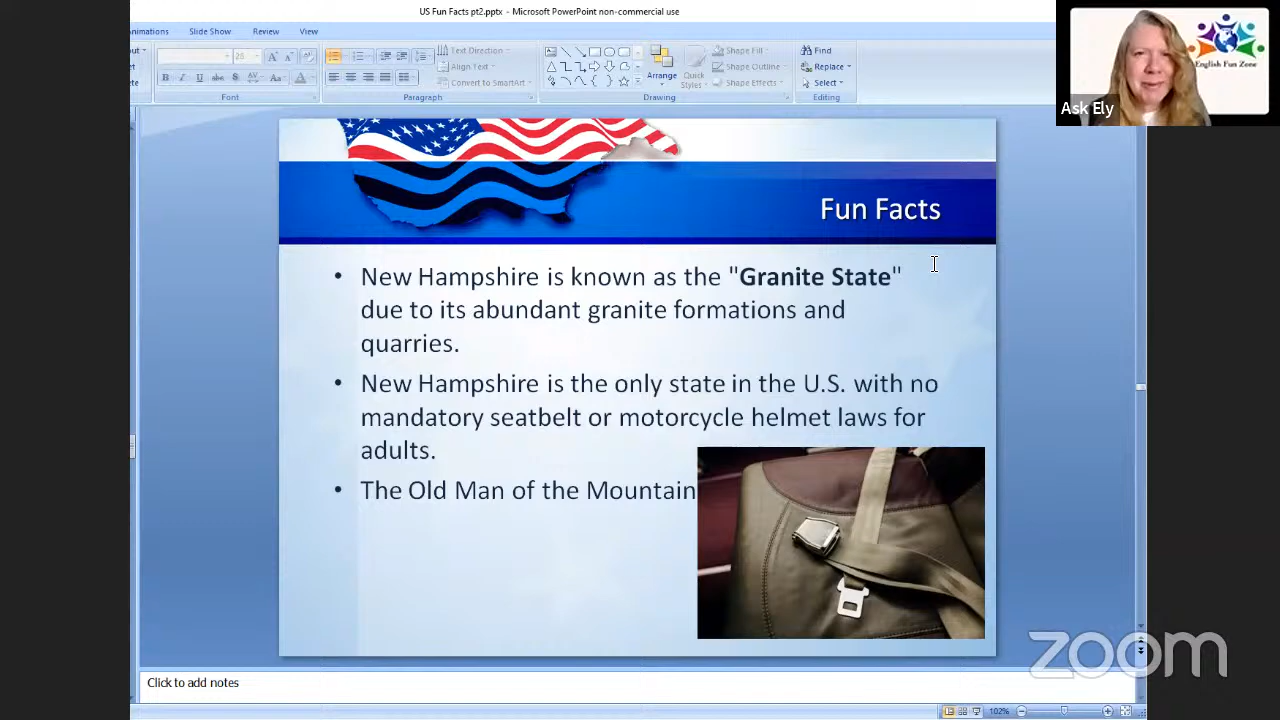 US Fun Facts pt2.pptx - Microsoft PowerPoint non-commercial use
nimations Slide Show Review View
28
Text Direction
Align Text
Convert to SmartArt
Arrange
Quick
Styles
Shape Fill
Shape Outline
Shape Effects
Find
Replace
Select
Font Paragraph Drawing Editing
English Fun Zone
Ask Ely
Fun Facts
• New Hampshire is known as the "Granite State"
due to its abundant granite formations and
quarries.
• New Hampshire is the only state in the U.S. with no
mandatory seatbelt or motorcycle helmet laws for
adults.
• The Old Man of the Mountain
zoom
Click to add notes
102%